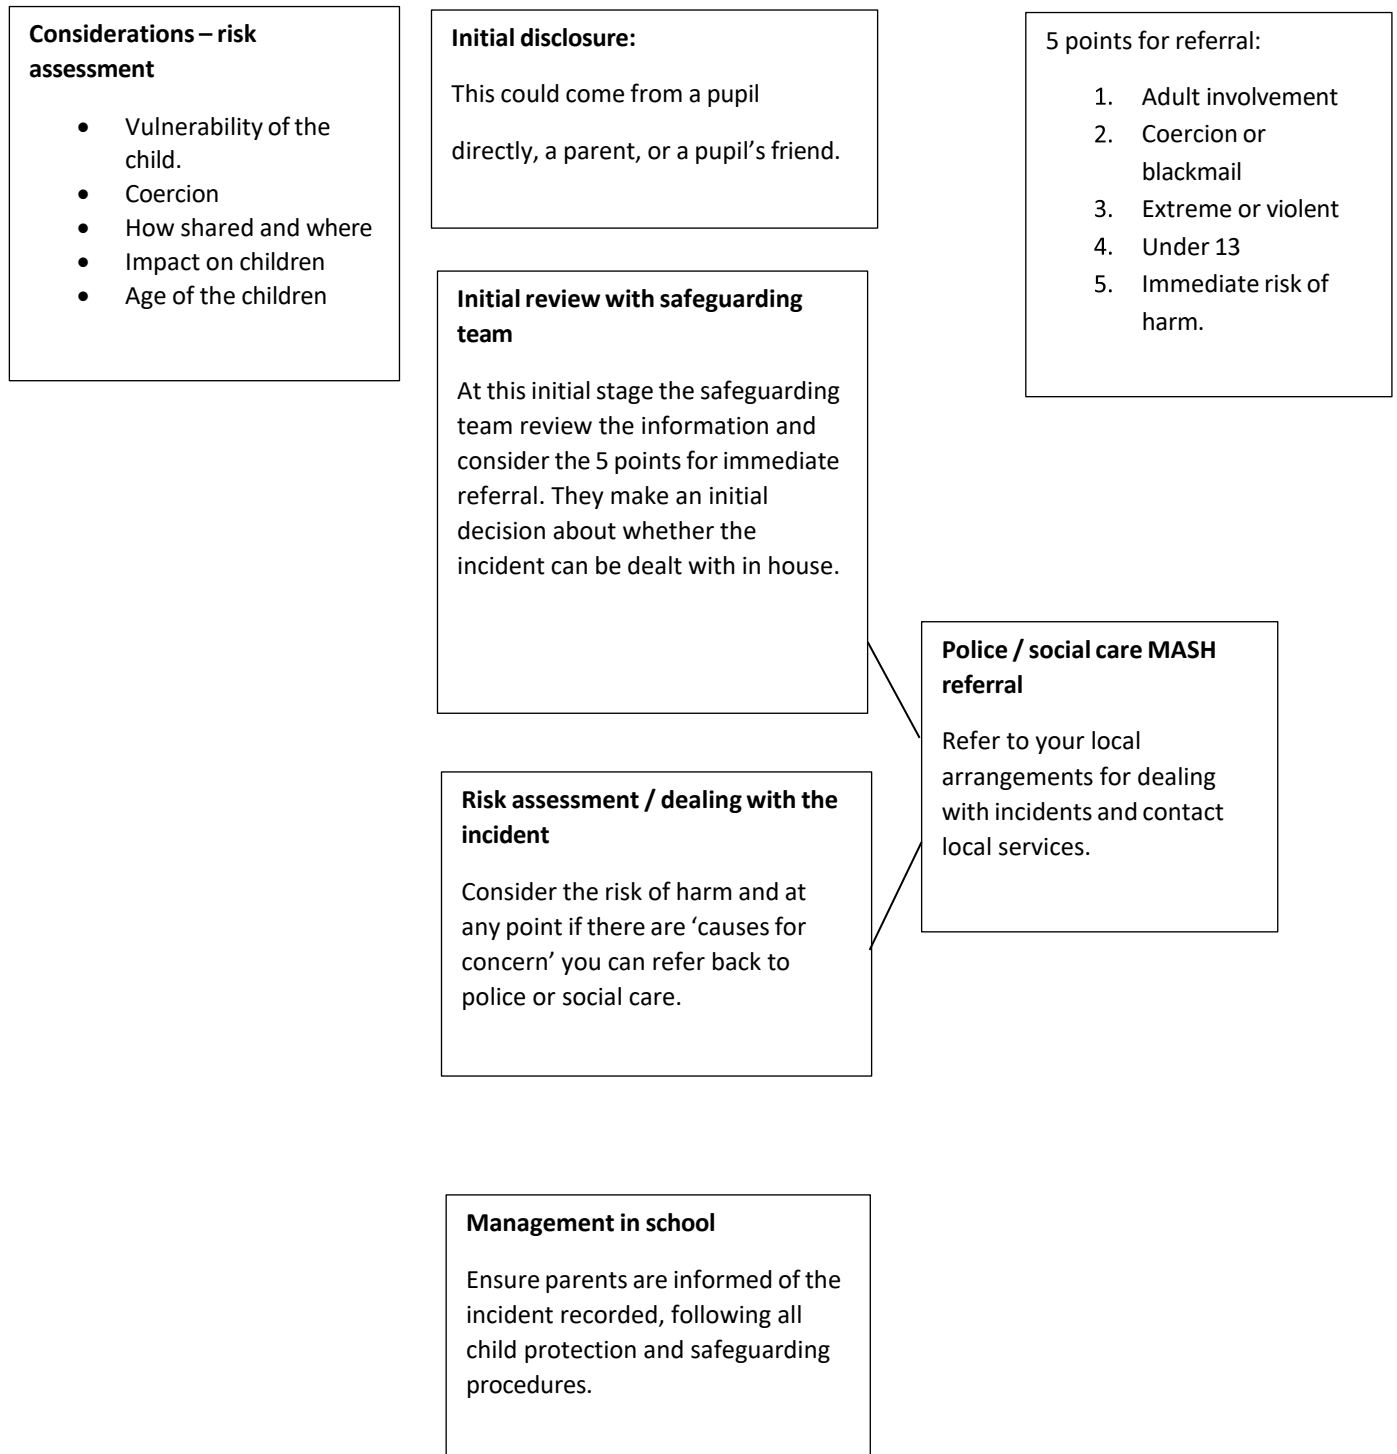 Considerations – risk
assessment
• Vulnerability of the
child.
• Coercion
• How shared and where
• Impact on children
• Age of the children
Initial disclosure:
This could come from a pupil
directly, a parent, or a pupil’s friend.
5 points for referral:
1. Adult involvement
2. Coercion or
blackmail
3. Extreme or violent
4. Under 13
5. Immediate risk of
harm.
Initial review with safeguarding
team
At this initial stage the safeguarding
team review the information and
consider the 5 points for immediate
referral. They make an initial
decision about whether the
incident can be dealt with in house.
Police / social care MASH
referral
Refer to your local
arrangements for dealing
with incidents and contact
local services.
Risk assessment / dealing with the
incident
Consider the risk of harm and at
any point if there are ‘causes for
concern’ you can refer back to
police or social care.
Management in school
Ensure parents are informed of the
incident recorded, following all
child protection and safeguarding
procedures.